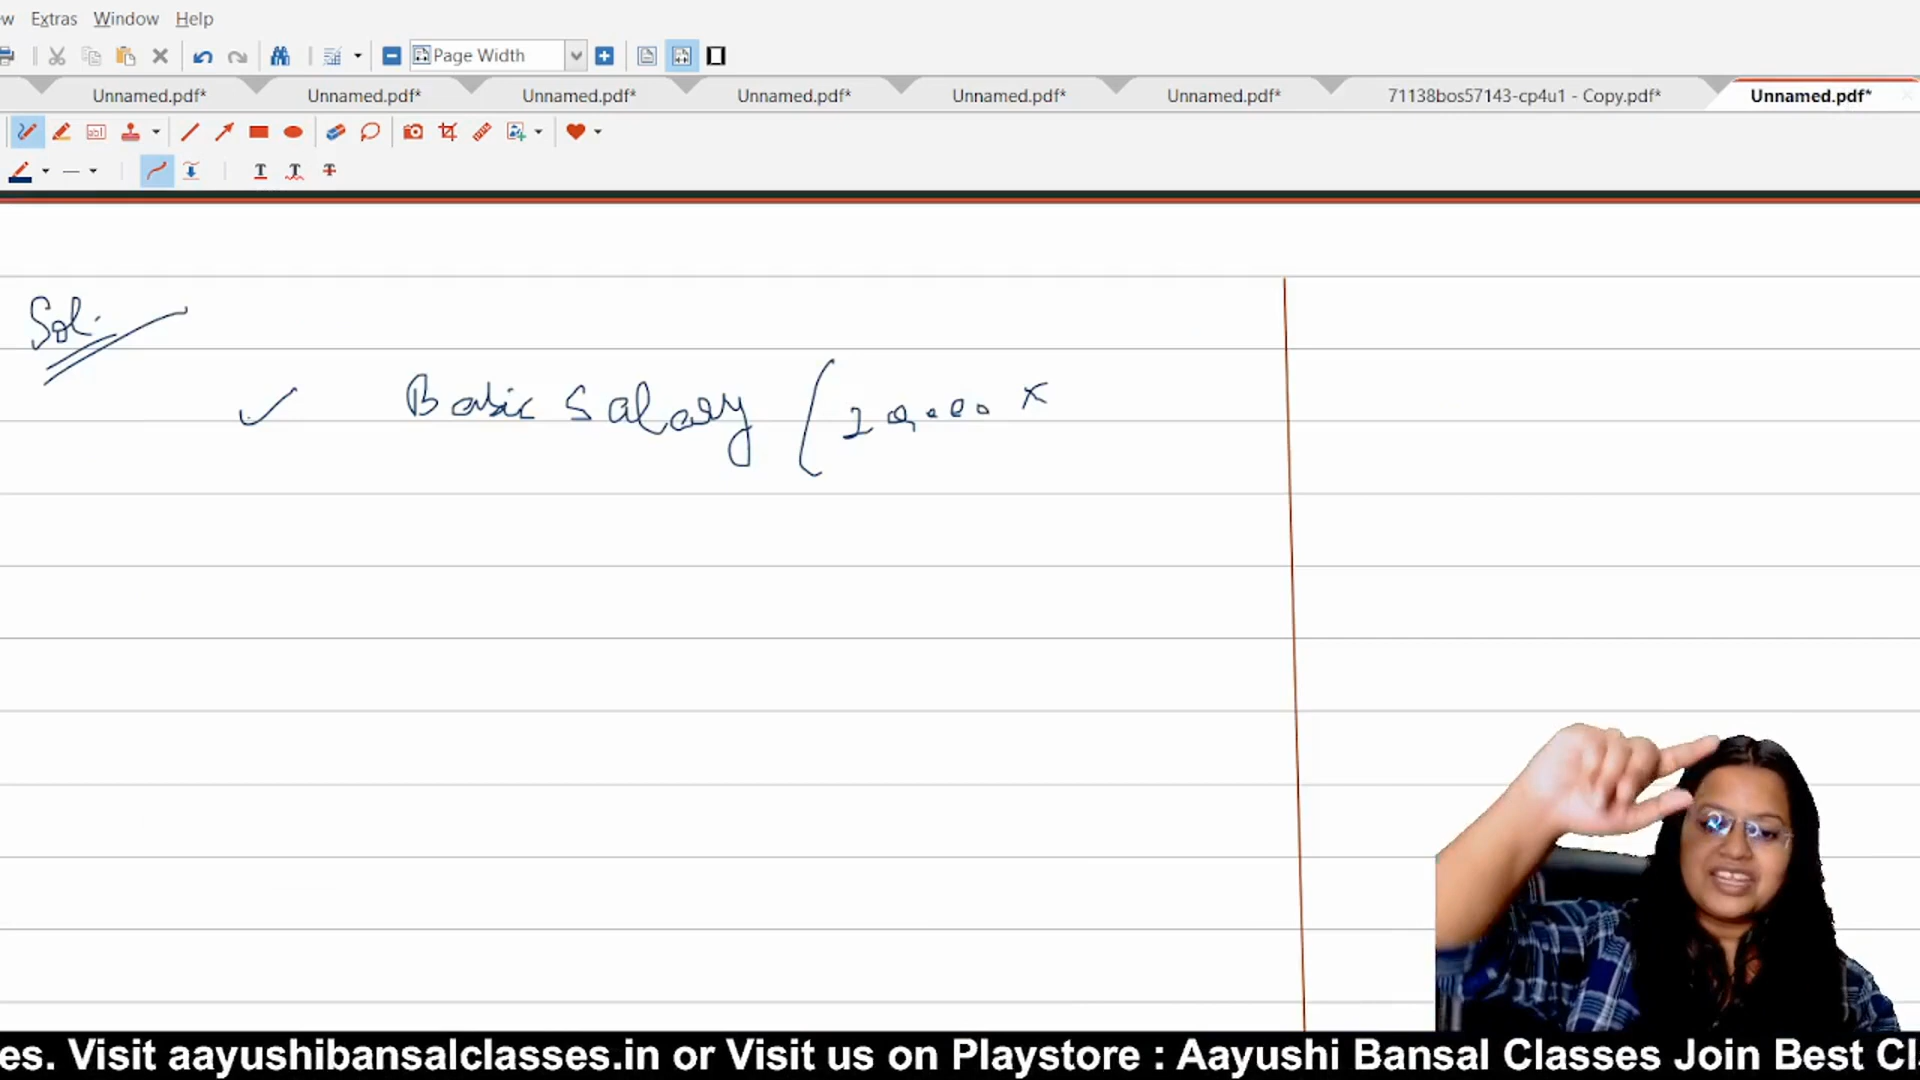 Extras Window Help
Page Width
Unnamed.pdf* Unnamed.pdf* Unnamed.pdf* Unnamed.pdf* Unnamed.pdf* Unnamed.pdf* 71138bos57143-cp4u1 - Copy.pdf* Unnamed.pdf*
Sol.
Basic Salary (20,000 x
es. Visit aayushibansalclasses.in or Visit us on Playstore : Aayushi Bansal Classes Join Best Cl